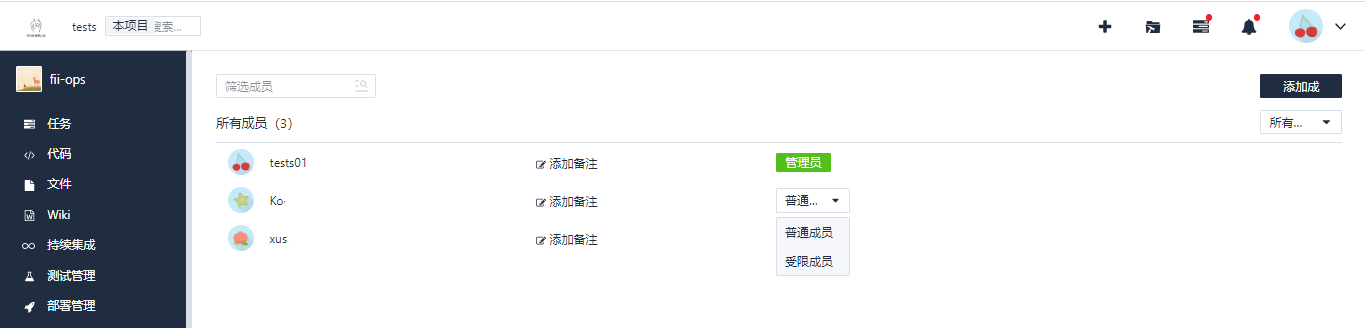 tests 本项目 搜索...
fii-ops
筛选成员
添加成
任务
所有成员（3）
所有...
代码
tests01 添加备注 管理员
文件
Ko 添加备注 普通...
Wiki
普通成员
xus 添加备注
持续集成
受限成员
测试管理
部署管理